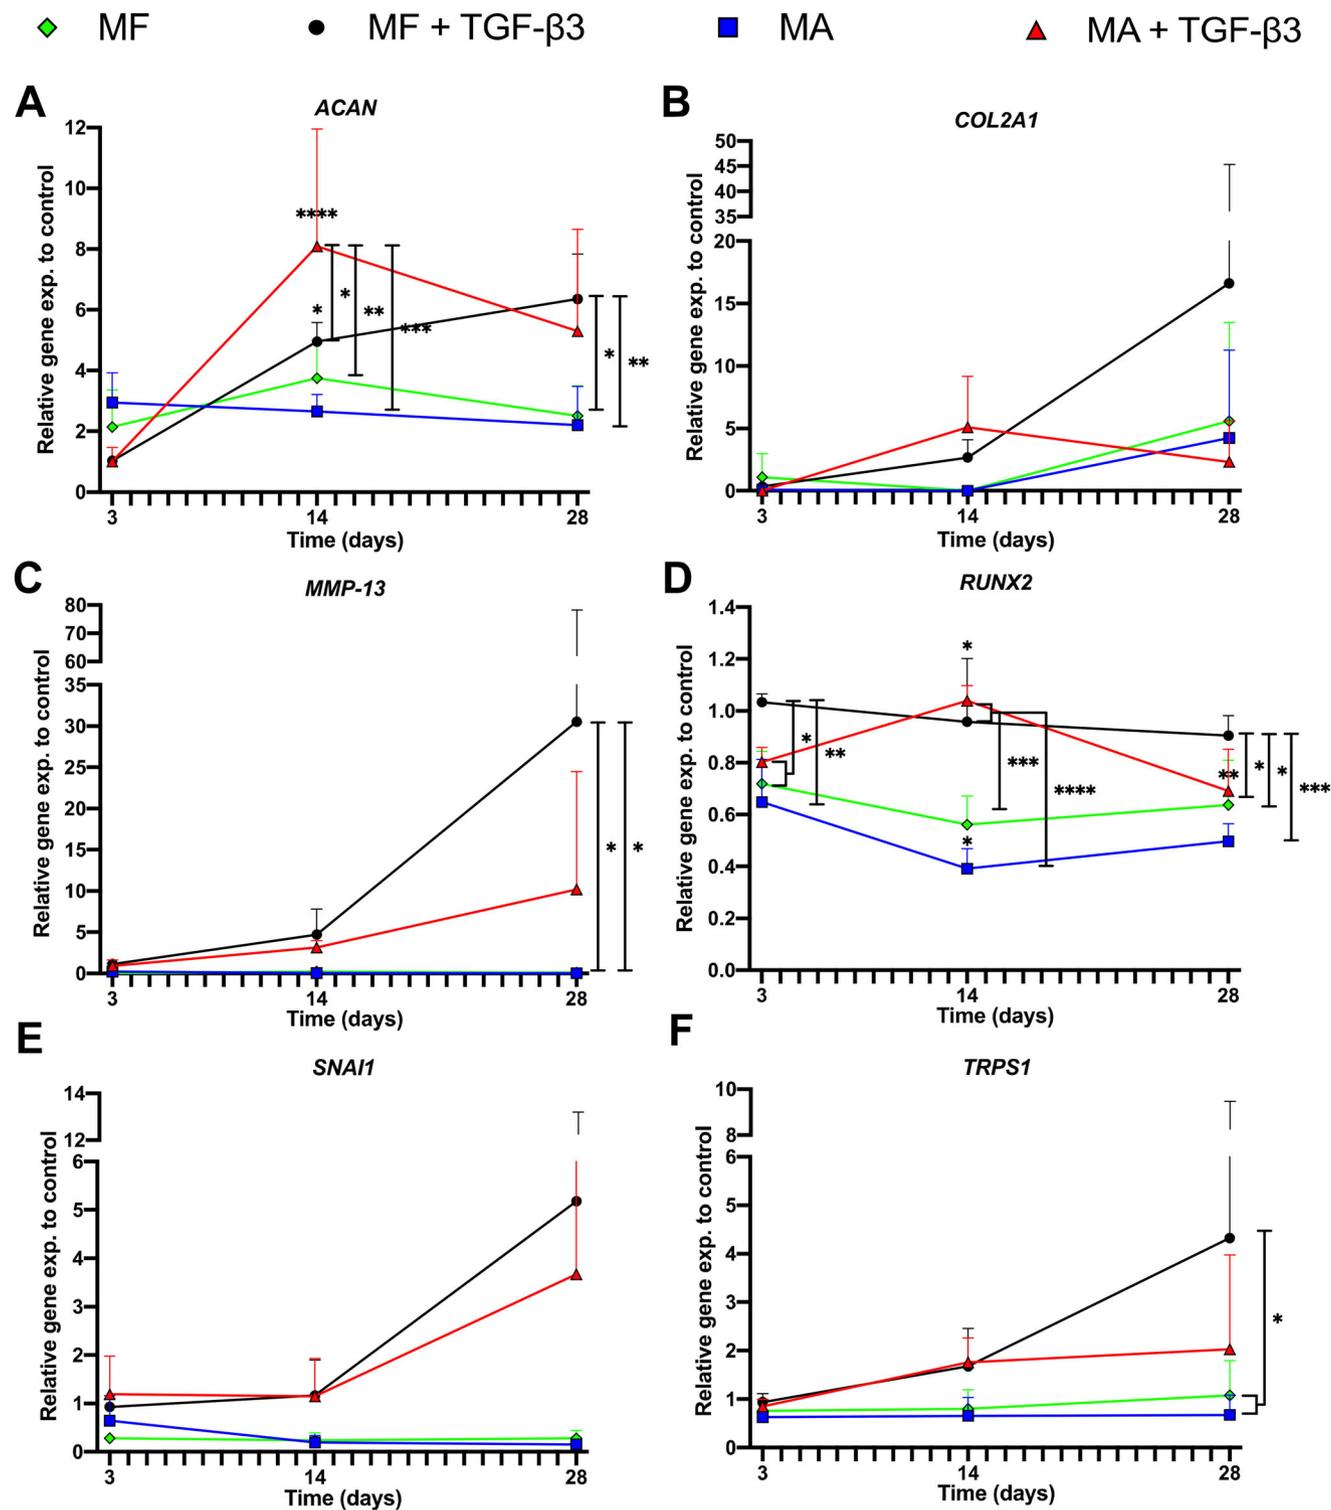 MF MF + TGF-β3 MA MA + TGF-β3
A
ACAN
Relative gene exp. to control
12
10
8
6
4
2
0
****
*
*
**
***
*
**
3 14 28
Time (days)
B
COL2A1
Relative gene exp. to control
50
45
40
35
20
15
10
5
0
3 14 28
Time (days)
C
MMP-13
Relative gene exp. to control
80
70
60
35
30
25
20
15
10
5
0
* *
3 14 28
Time (days)
D
RUNX2
Relative gene exp. to control
1.4
1.2
1.0
0.8
0.6
0.4
0.2
0.0
*
*
**
***
****
*
**
*
*
***
3 14 28
Time (days)
E
SNAI1
Relative gene exp. to control
14
12
6
5
4
3
2
1
0
3 14 28
Time (days)
F
TRPS1
Relative gene exp. to control
10
8
6
5
4
3
2
1
0
*
3 14 28
Time (days)